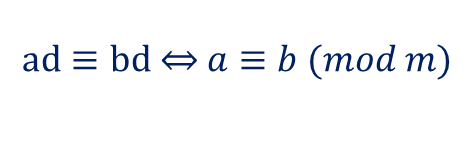 ad ≡ bd ⇔ a ≡ b (mod m)